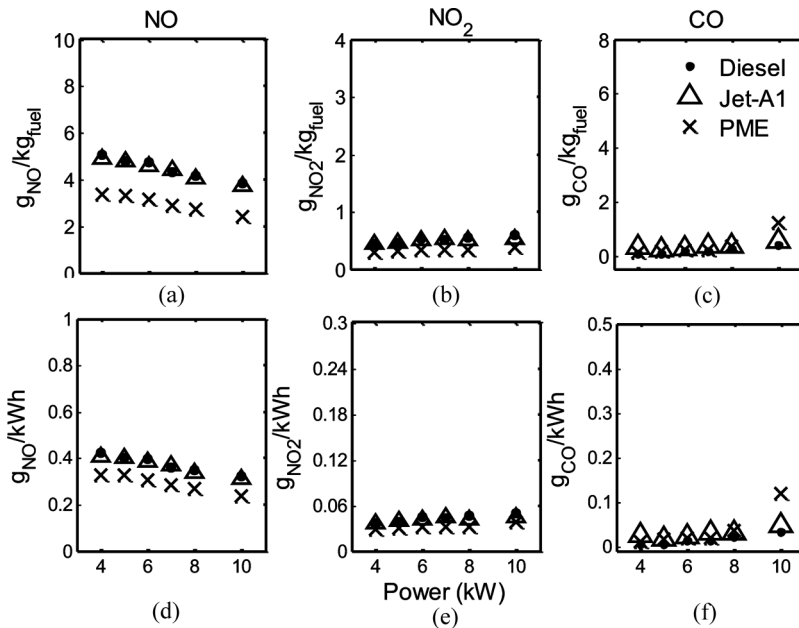 NO
NO2
CO
10
8
6
4
2
0
gNO/kgfuel
4
3
2
1
0
gNO2/kgfuel
8
6
4
2
0
gCO/kgfuel
Diesel
Jet-A1
PME
(a)
(b)
(c)
1
0.8
0.6
0.4
0.2
0
gNO/kWh
4
6
8
10
0.3
0.24
0.18
0.12
0.06
0
gNO2/kWh
4
6
8
10
Power (kW)
0.5
0.4
0.3
0.2
0.1
0
gCO/kWh
4
6
8
10
(d)
(e)
(f)